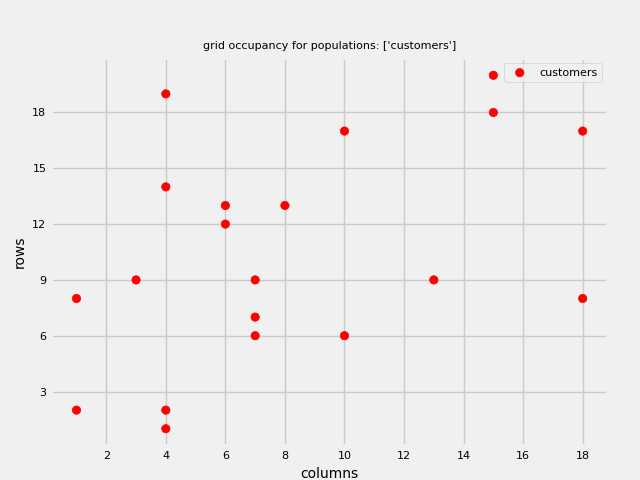 grid occupancy for populations: ['customers']
customers
18
15
12
9
6
3
rows
2 4 6 8 10 12 14 16 18
columns